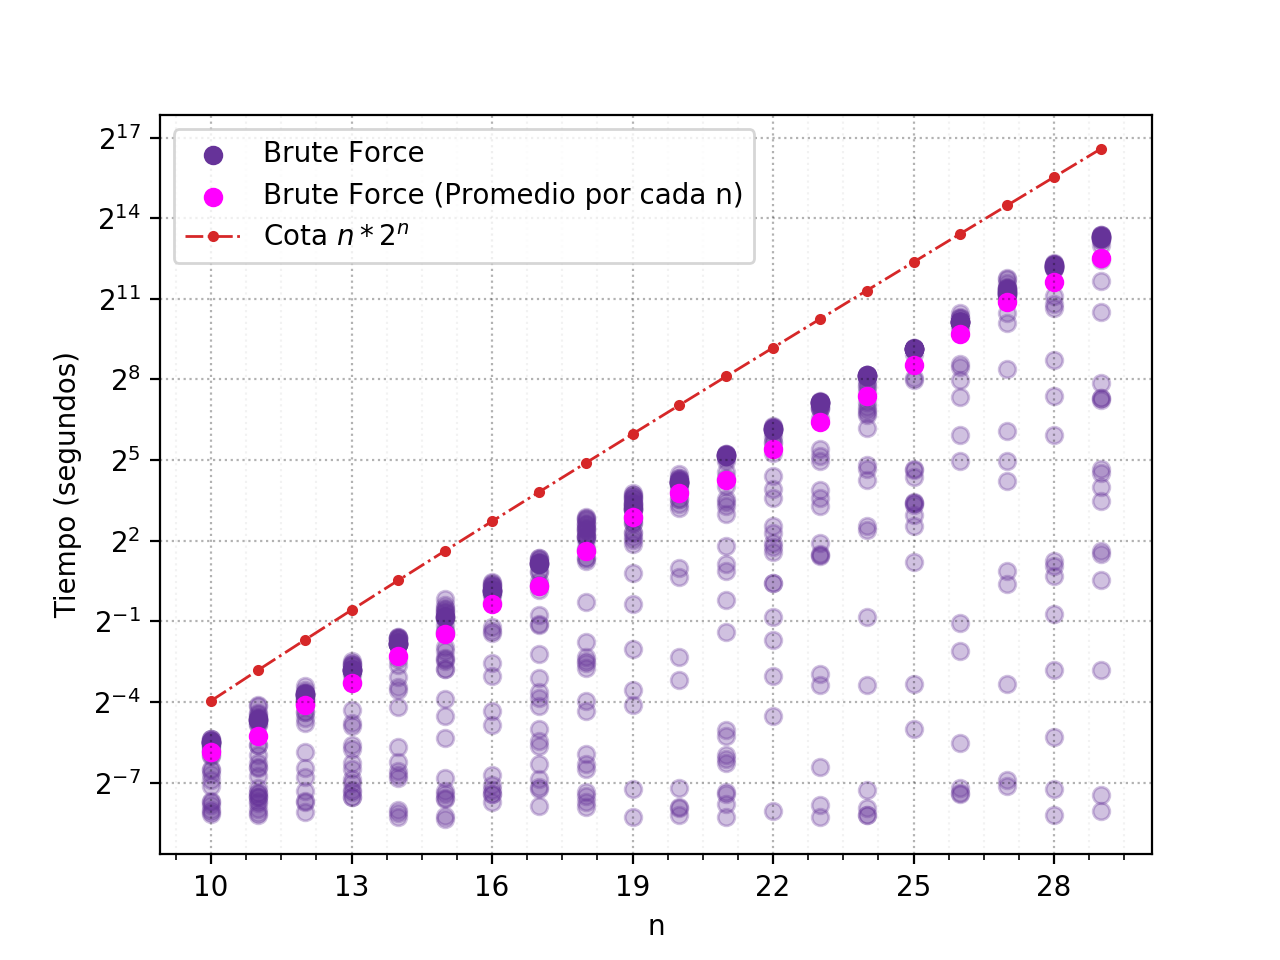 Brute Force
Brute Force (Promedio por cada n)
Cota n * 2^n
Tiempo (segundos)
2^17
2^14
2^11
2^8
2^5
2^2
2^−1
2^−4
2^−7
10 13 16 19 22 25 28
n